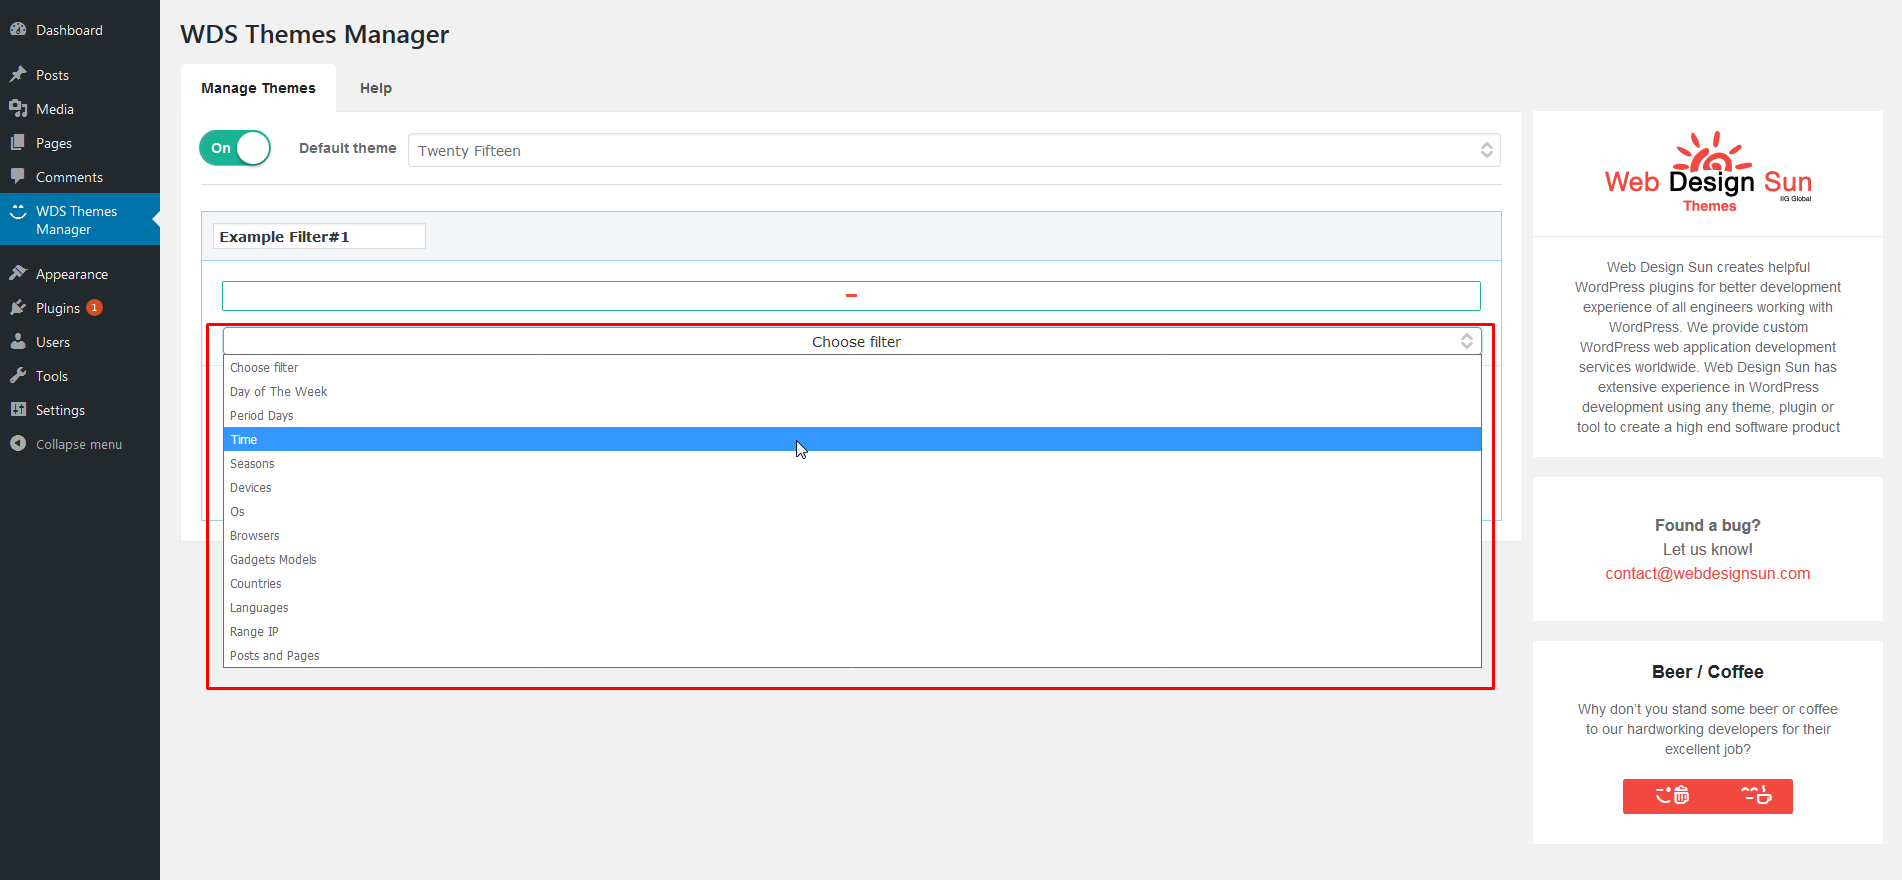 Dashboard
Posts
Media
Pages
Comments
WDS Themes
Manager
Appearance
Plugins 1
Users
Tools
Settings
Collapse menu
WDS Themes Manager
Manage Themes
Help
On
Default theme
Twenty Fifteen
Example Filter#1
Choose filter
Choose filter
Day of The Week
Period Days
Time
Seasons
Devices
Os
Browsers
Gadgets Models
Countries
Languages
Range IP
Posts and Pages
Web Design Sun
IIG Global
Themes
Web Design Sun creates helpful
WordPress plugins for better development
experience of all engineers working with
WordPress. We provide custom
WordPress web application development
services worldwide. Web Design Sun has
extensive experience in WordPress
development using any theme, plugin or
tool to create a high end software product
Found a bug?
Let us know!
contact@webdesignsun.com
Beer / Coffee
Why don't you stand some beer or coffee
to our hardworking developers for their
excellent job?